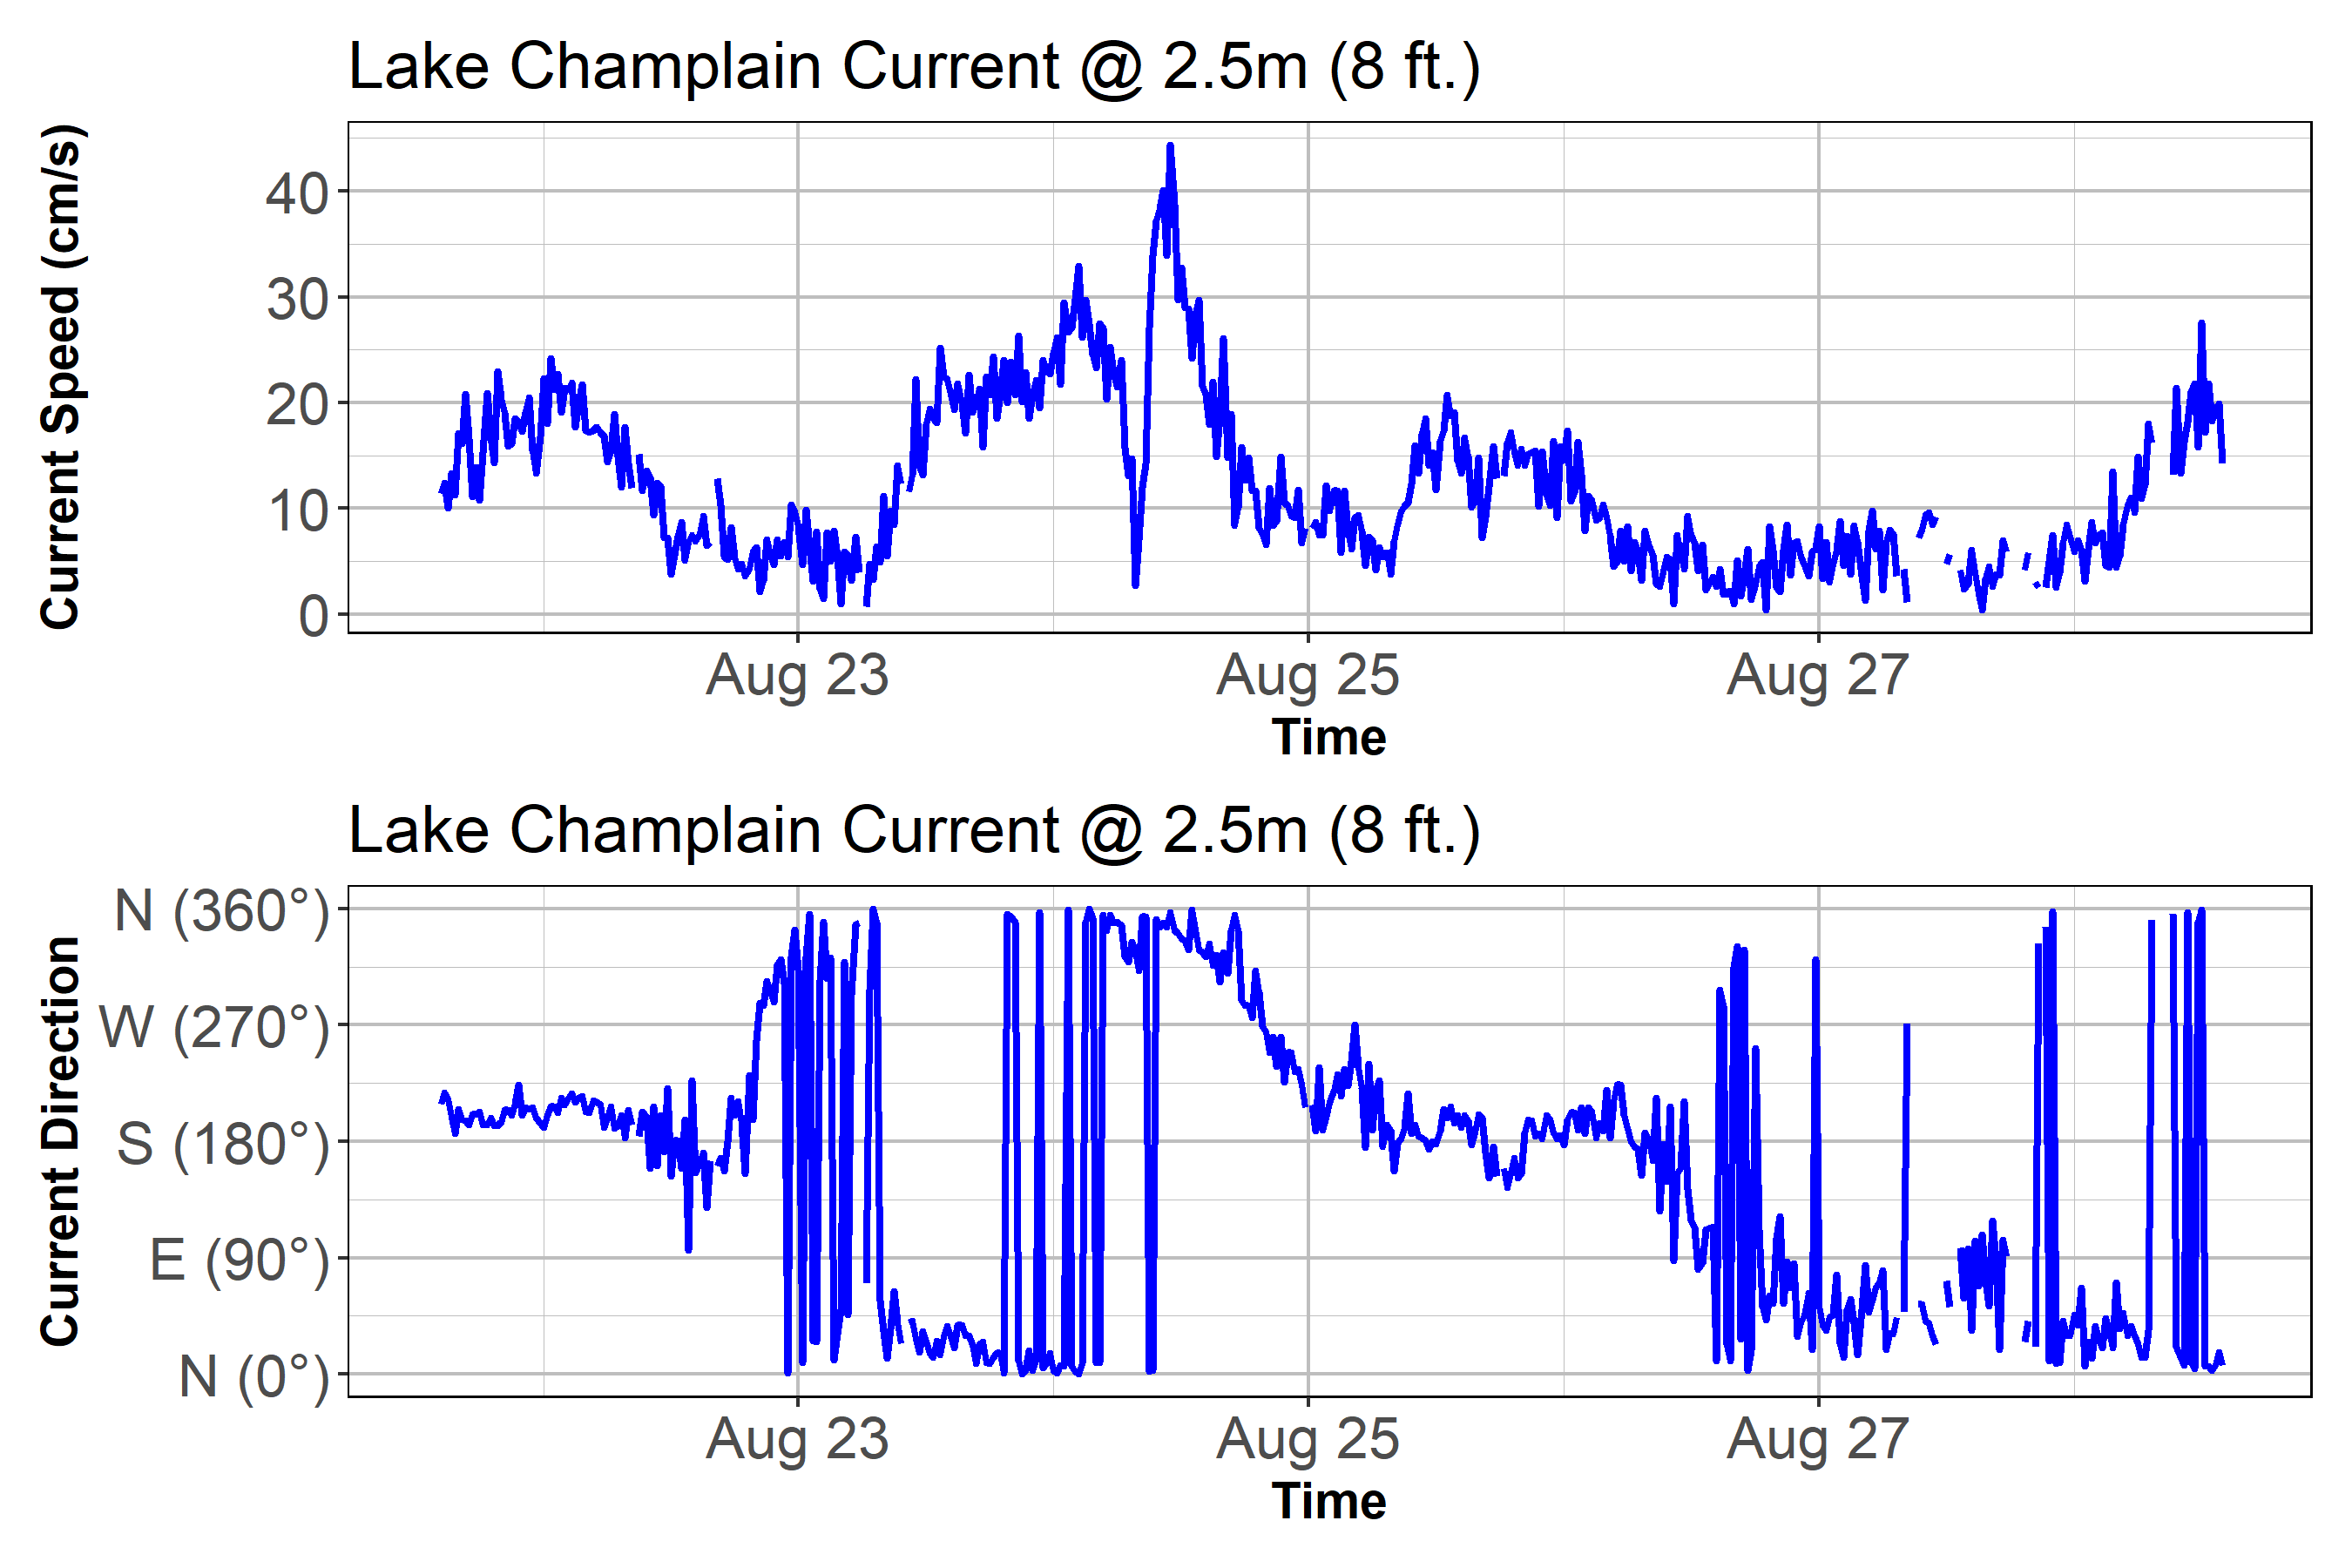 Lake Champlain Current @ 2.5m (8 ft.)
Current Speed (cm/s)
40
30
20
10
0
Aug 23 Aug 25 Aug 27
Time
Lake Champlain Current @ 2.5m (8 ft.)
Current Direction
N (360°)
W (270°)
S (180°)
E (90°)
N (0°)
Aug 23 Aug 25 Aug 27
Time